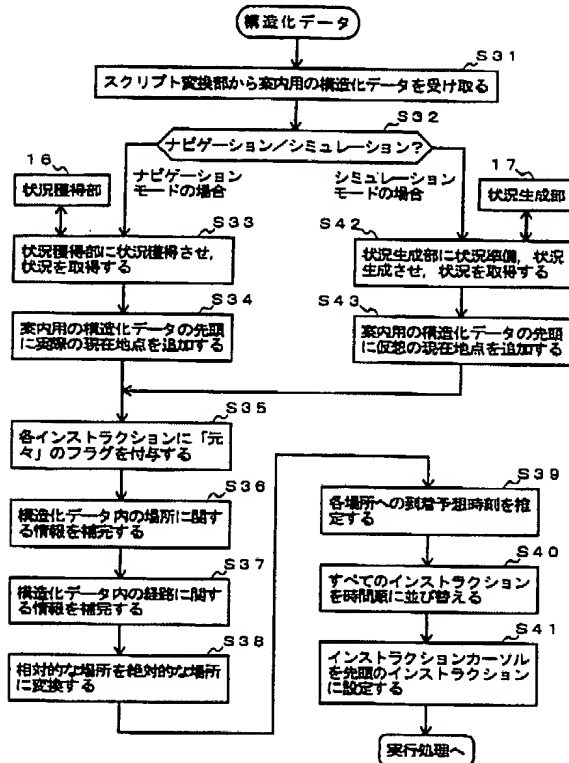 構造化データ
S31
スクリプト変換部から案内用の構造化データを受け取る
S32
ナビゲーション/シミュレーション?
16
状況獲得部
ナビゲーション
モードの場合
シミュレーション
モードの場合
17
状況生成部
S33
状況獲得部に状況獲得させ,
状況を取得する
S42
状況生成部に状況準備, 状況
生成させ, 状況を取得する
S34
案内用の構造化データの先頭
に実際の現在地点を追加する
S43
案内用の構造化データの先頭
に仮想の現在地点を追加する
S35
各インストラクションに「元
々」のフラグを付与する
S36
構造化データ内の場所に関す
る情報を補完する
S37
構造化データ内の経路に関す
る情報を補完する
S38
相対的な場所を絶対的な場所
に変換する
S39
各場所への到着予想時刻を推
定する
S40
すべてのインストラクション
を時間順に並び替える
S41
インストラクションカーソル
を先頭のインストラクション
に設定する
実行処理へ